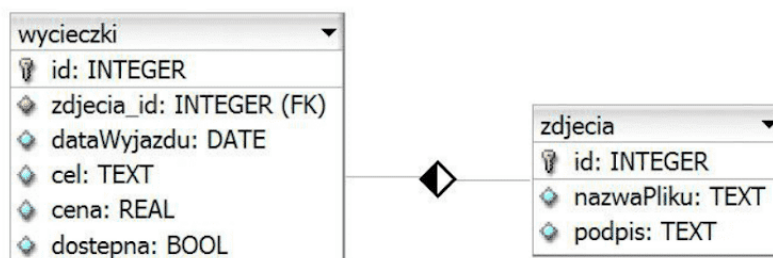 wycieczki
id: INTEGER
zdjecia_id: INTEGER (FK)
dataWyjazdu: DATE
cel: TEXT
cena: REAL
dostepna: BOOL
zdjecia
id: INTEGER
nazwaPliku: TEXT
podpis: TEXT